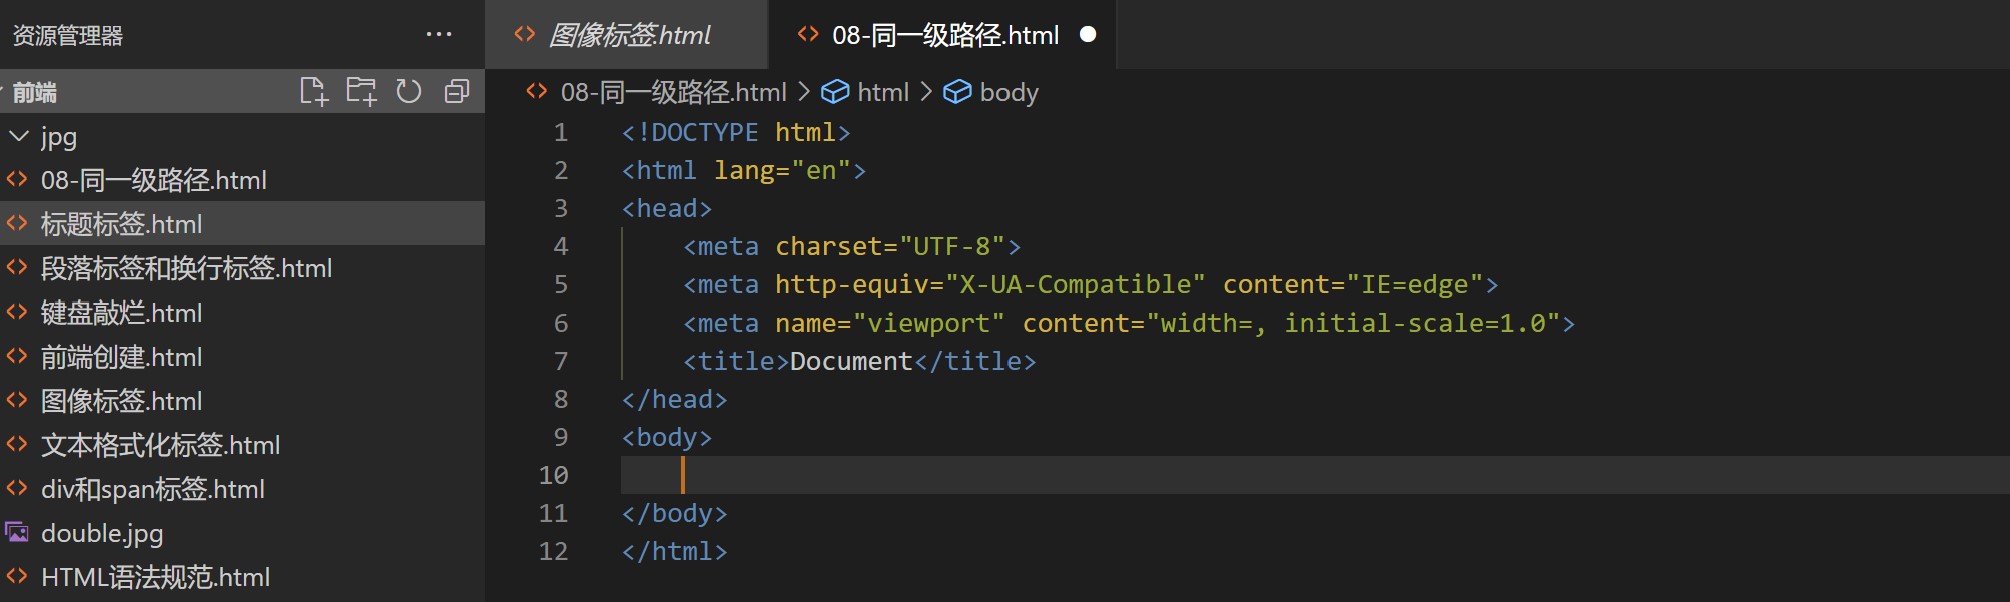 资源管理器 ···
前端
jpg
08-同一级路径.html
标题标签.html
段落标签和换行标签.html
键盘敲烂.html
前端创建.html
图像标签.html
文本格式化标签.html
div和span标签.html
double.jpg
HTML语法规范.html
图像标签.html 08-同一级路径.html
08-同一级路径.html > html > body
1 <!DOCTYPE html>
2 <html lang="en">
3 <head>
4     <meta charset="UTF-8">
5     <meta http-equiv="X-UA-Compatible" content="IE=edge">
6     <meta name="viewport" content="width=, initial-scale=1.0">
7     <title>Document</title>
8 </head>
9 <body>
10
11 </body>
12 </html>